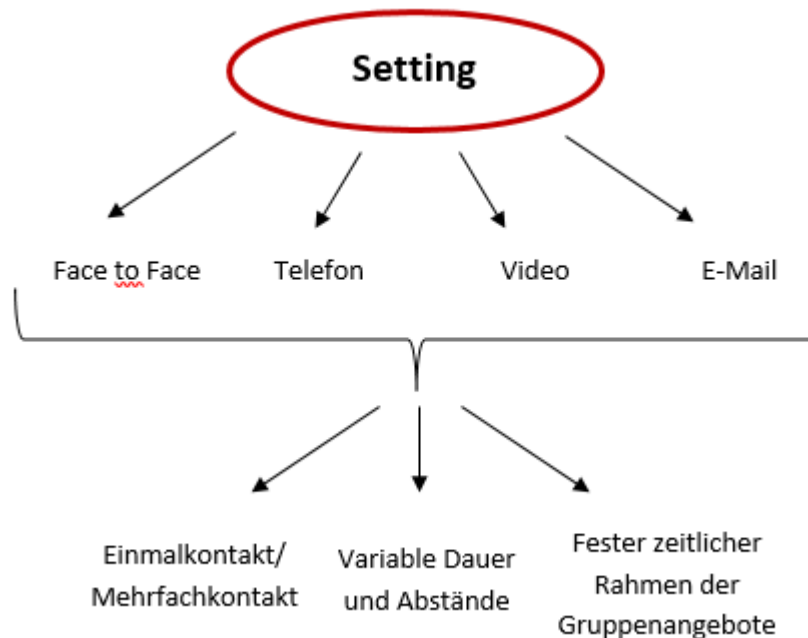 Setting
Face to Face
Telefon
Video
E-Mail
Einmalkontakt/
Mehrfachkontakt
Variable Dauer
und Abstände
Fester zeitlicher
Rahmen der
Gruppenangebote